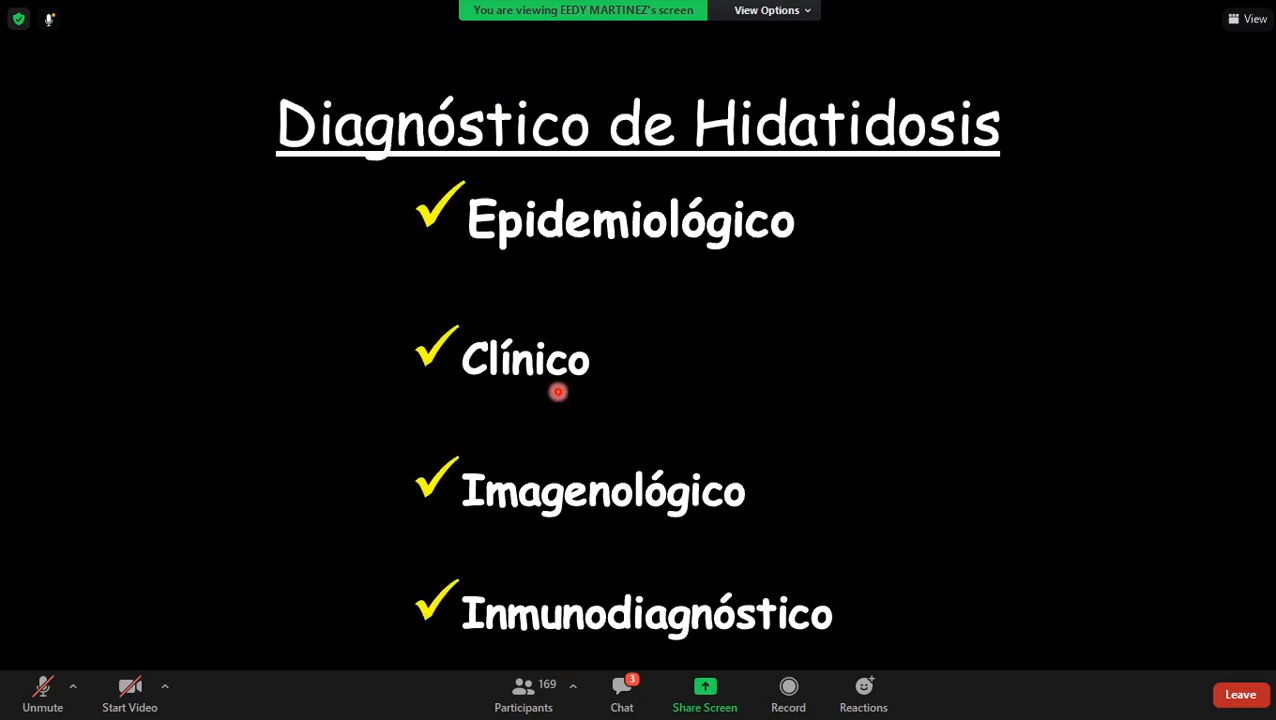 You are viewing EEDY MARTINEZ's screen
View Options
View
Diagnóstico de Hidatidosis
Epidemiológico
Clínico
Imagenológico
Inmunodiagnóstico
Unmute
Start Video
169
Participants
3
Chat
Share Screen
Record
Reactions
Leave